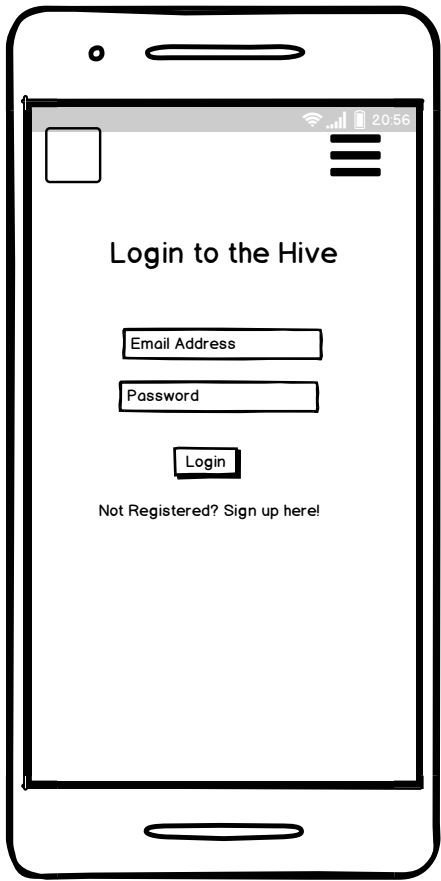 20:56
Login to the Hive
Email Address
Password
Login
Not Registered? Sign up here!